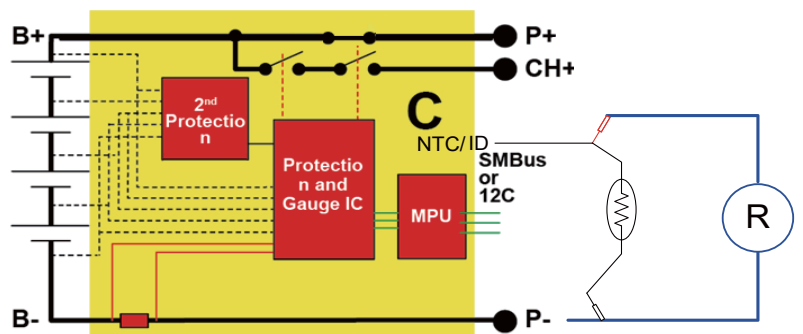 B+
P+
CH+
2nd
Protectio
n
C
NTC/ID
SMBus
or
12C
Protectio
n and
Gauge IC
MPU
R
B-
P-